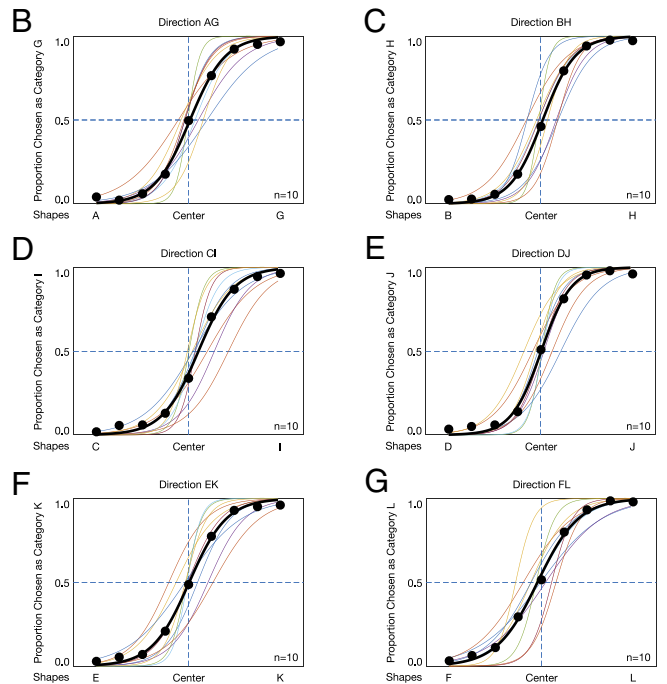 B
Direction AG
Proportion Chosen as Category G
1.0
0.5
0.0
n=10
Shapes A Center G
C
Direction BH
Proportion Chosen as Category H
1.0
0.5
0.0
n=10
Shapes B Center H
D
Direction CI
Proportion Chosen as Category I
1.0
0.5
0.0
n=10
Shapes C Center I
E
Direction DJ
Proportion Chosen as Category J
1.0
0.5
0.0
n=10
Shapes D Center J
F
Direction EK
Proportion Chosen as Category K
1.0
0.5
0.0
n=10
Shapes E Center K
G
Direction FL
Proportion Chosen as Category L
1.0
0.5
0.0
n=10
Shapes F Center L